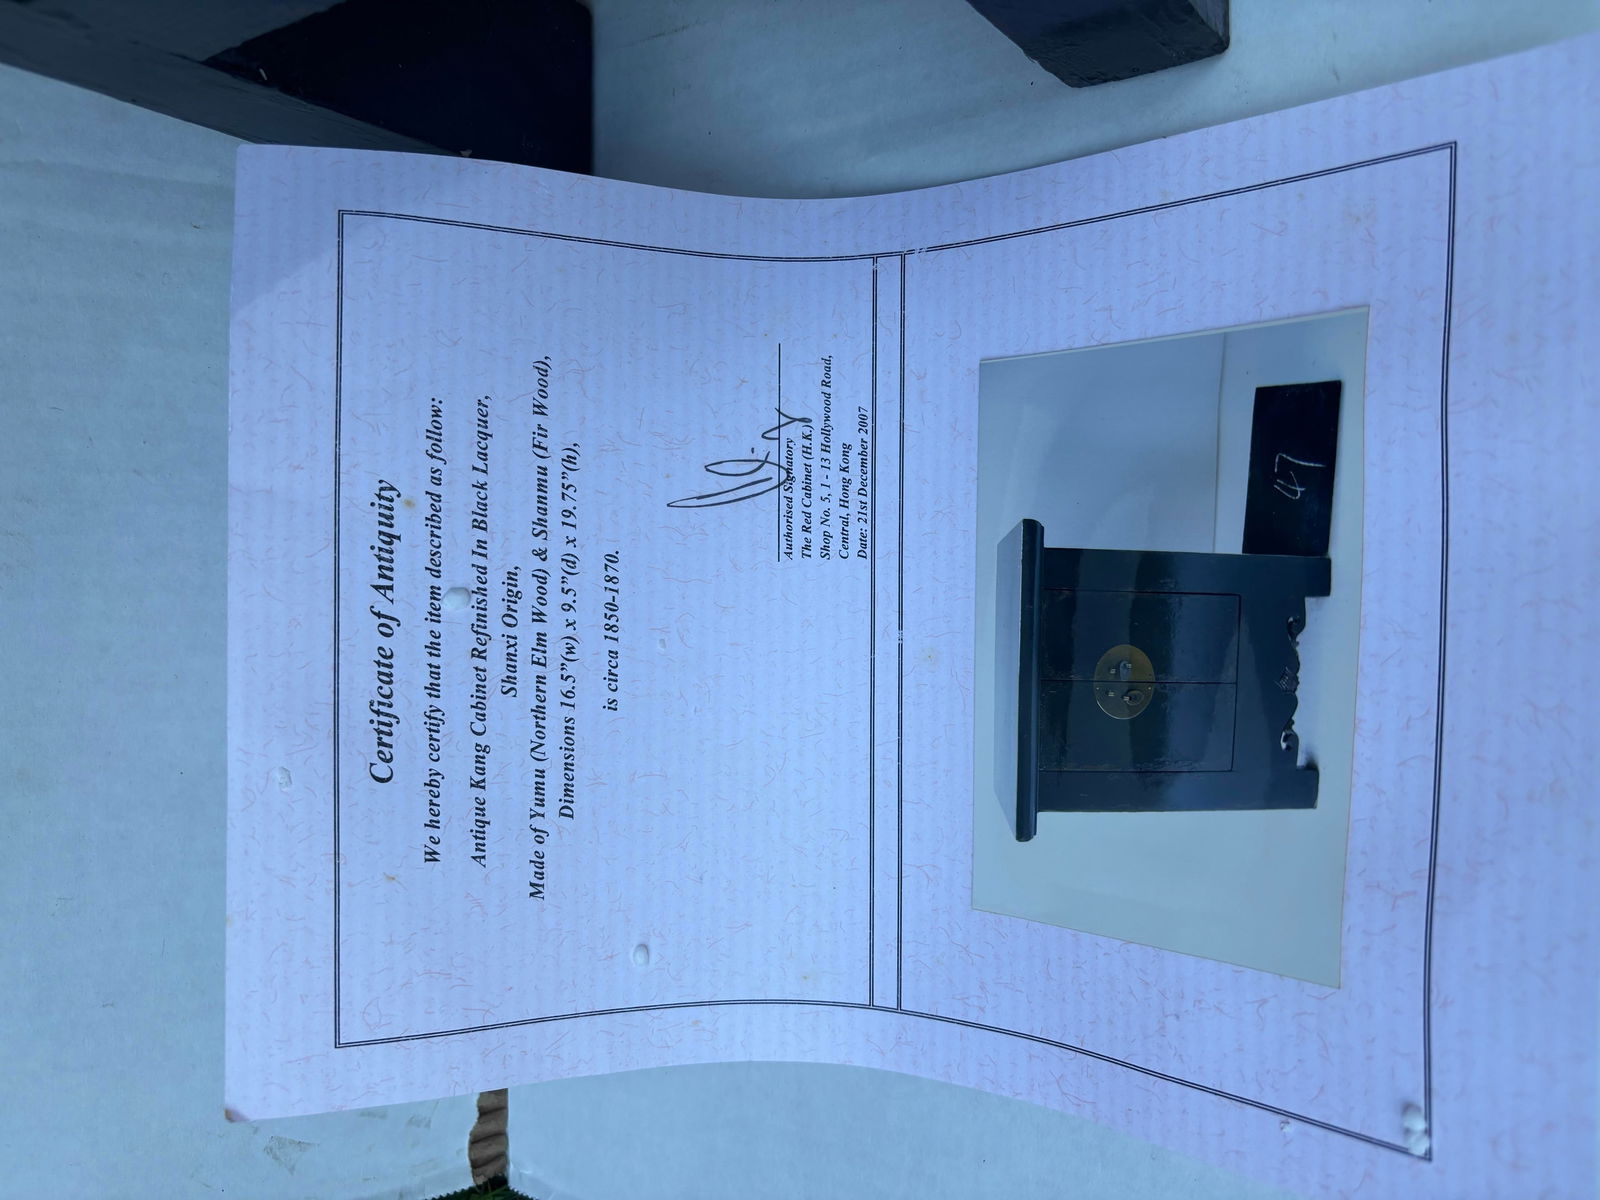 Certificate of Antiquity
We hereby certify that the item described as follow:
Antique Kang Cabinet Refinished In Black Lacquer,
Shanxi Origin,
Made of Yumu (Northern Elm Wood) & Shanmu (Fir Wood),
Dimensions 16.5"(w) x 9.5"(d) x 19.75"(h),
is circa 1850-1870.
Authorised Signatory
The Red Cabinet (H.K.)
Shop No. 5, 1 - 13 Hollywood Road,
Central, Hong Kong
Date: 21st December 2007
47